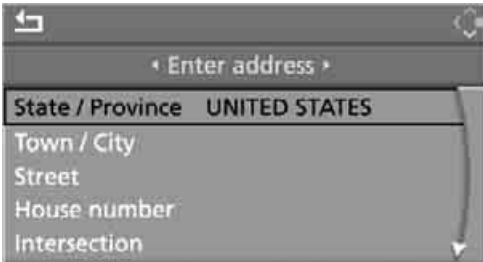 Enter address
State / Province UNITED STATES
Town / City
Street
House number
Intersection